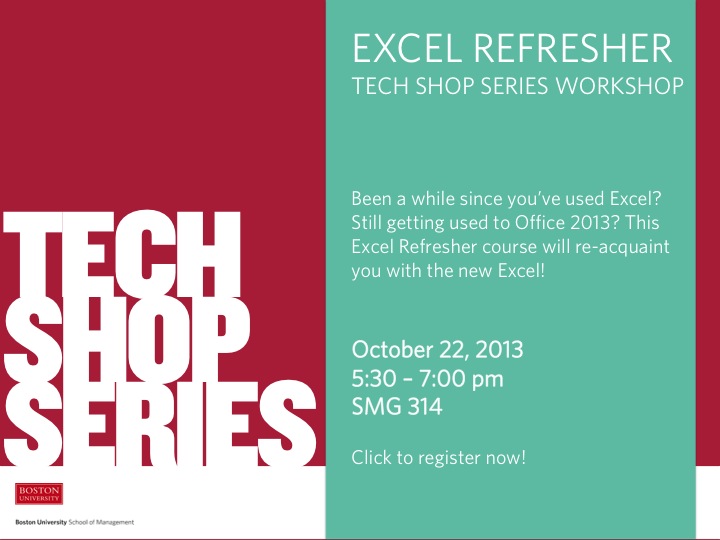 EXCEL REFRESHER
TECH SHOP SERIES WORKSHOP
Been a while since you’ve used Excel?
Still getting used to Office 2013? This
Excel Refresher course will re-acquaint
you with the new Excel!
October 22, 2013
5:30 – 7:00 pm
SMG 314
Click to register now!
TECH
SHOP
SERIES
BOSTON
UNIVERSITY
Boston University School of Management